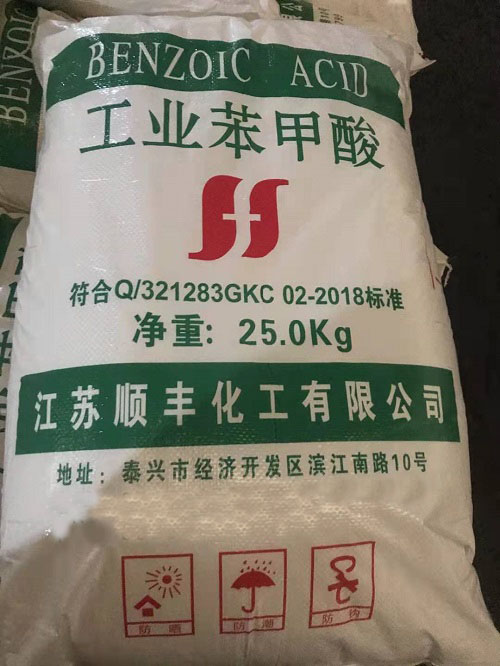 BENZOIC ACID
工业苯甲酸
符合Q/321283GKC 02-2018标准
净重: 25.0Kg
江苏顺丰化工有限公司
地址: 泰兴市经济开发区滨江南路10号
防晒 防潮 防钩
BENZOIC